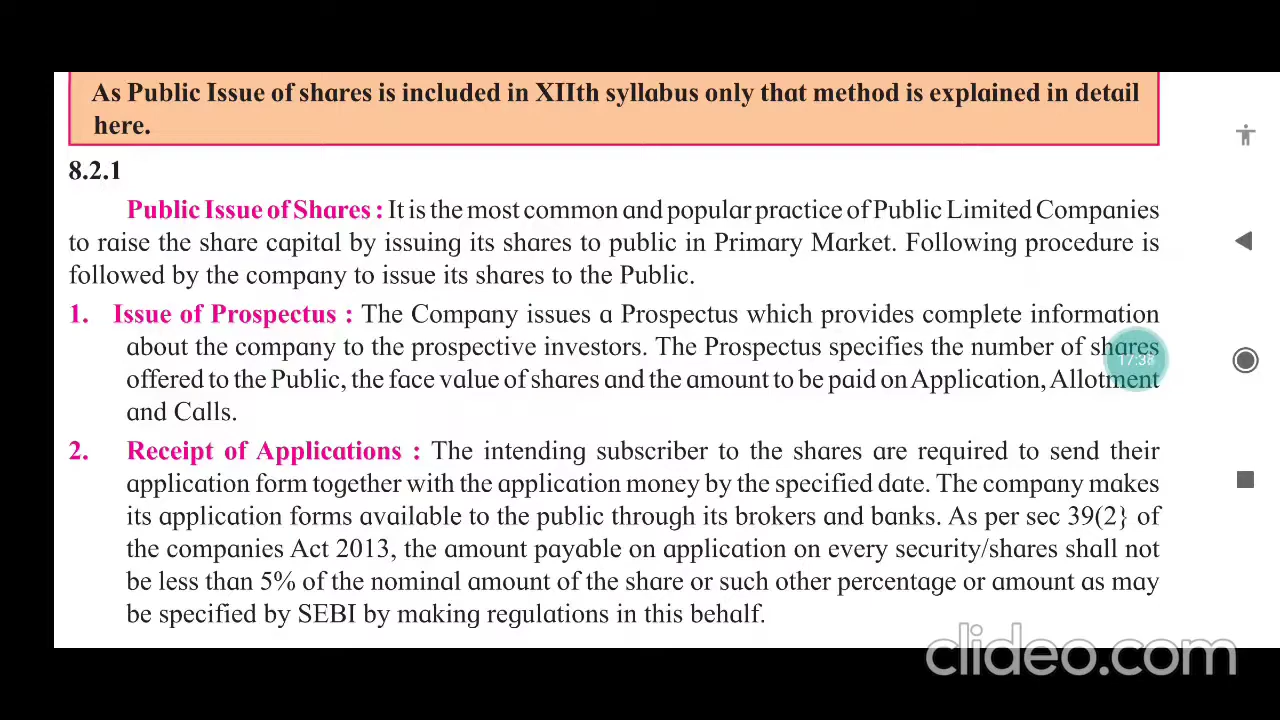 As Public Issue of shares is included in XIIth syllabus only that method is explained in detail
here.
8.2.1
Public Issue of Shares : It is the most common and popular practice of Public Limited Companies
to raise the share capital by issuing its shares to public in Primary Market. Following procedure is
followed by the company to issue its shares to the Public.
1. Issue of Prospectus : The Company issues a Prospectus which provides complete information
about the company to the prospective investors. The Prospectus specifies the number of shares
17:38
offered to the Public, the face value of shares and the amount to be paid on Application, Allotment
and Calls.
2. Receipt of Applications : The intending subscriber to the shares are required to send their
application form together with the application money by the specified date. The company makes
its application forms available to the public through its brokers and banks. As per sec 39(2} of
the companies Act 2013, the amount payable on application on every security/shares shall not
be less than 5% of the nominal amount of the share or such other percentage or amount as may
be specified by SEBI by making regulations in this behalf.
clideo.com